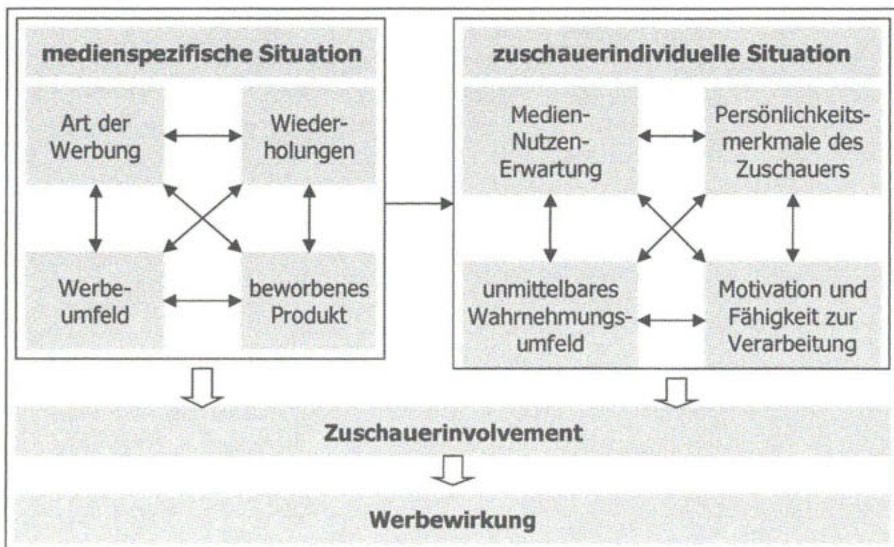 medienspezifische Situation
Art der
Werbung
Wieder-
holungen
Werbe-
umfeld
beworbenes
Produkt
zuschauerindividuelle Situation
Medien-
Nutzen-
Erwartung
Persönlichkeits-
merkmale des
Zuschauers
unmittelbares
Wahrnehmungs-
umfeld
Motivation und
Fähigkeit zur
Verarbeitung
Zuschauerinvolvement
Werbewirkung